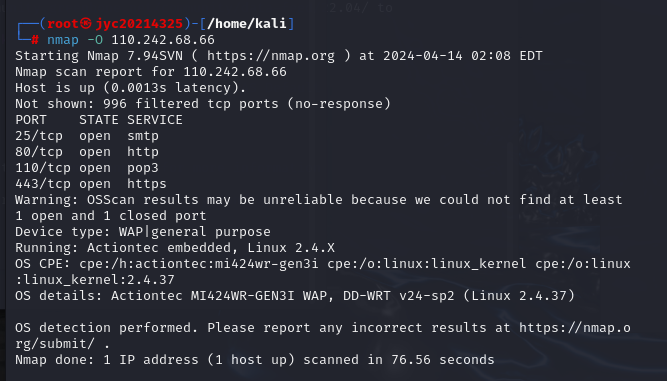 ┌──(root㉿jyc20214325)-[/home/kali]
└─# nmap -O 110.242.68.66
Starting Nmap 7.94SVN ( https://nmap.org ) at 2024-04-14 02:08 EDT
Nmap scan report for 110.242.68.66
Host is up (0.0013s latency).
Not shown: 996 filtered tcp ports (no-response)
PORT    STATE SERVICE
25/tcp  open  smtp
80/tcp  open  http
110/tcp open  pop3
443/tcp open  https
Warning: OSScan results may be unreliable because we could not find at least
1 open and 1 closed port
Device type: WAP|general purpose
Running: Actiontec embedded, Linux 2.4.X
OS CPE: cpe:/h:actiontec:mi424wr-gen3i cpe:/o:linux:linux_kernel cpe:/o:linux
:linux_kernel:2.4.37
OS details: Actiontec MI424WR-GEN3I WAP, DD-WRT v24-sp2 (Linux 2.4.37)

OS detection performed. Please report any incorrect results at https://nmap.o
rg/submit/ .
Nmap done: 1 IP address (1 host up) scanned in 76.56 seconds